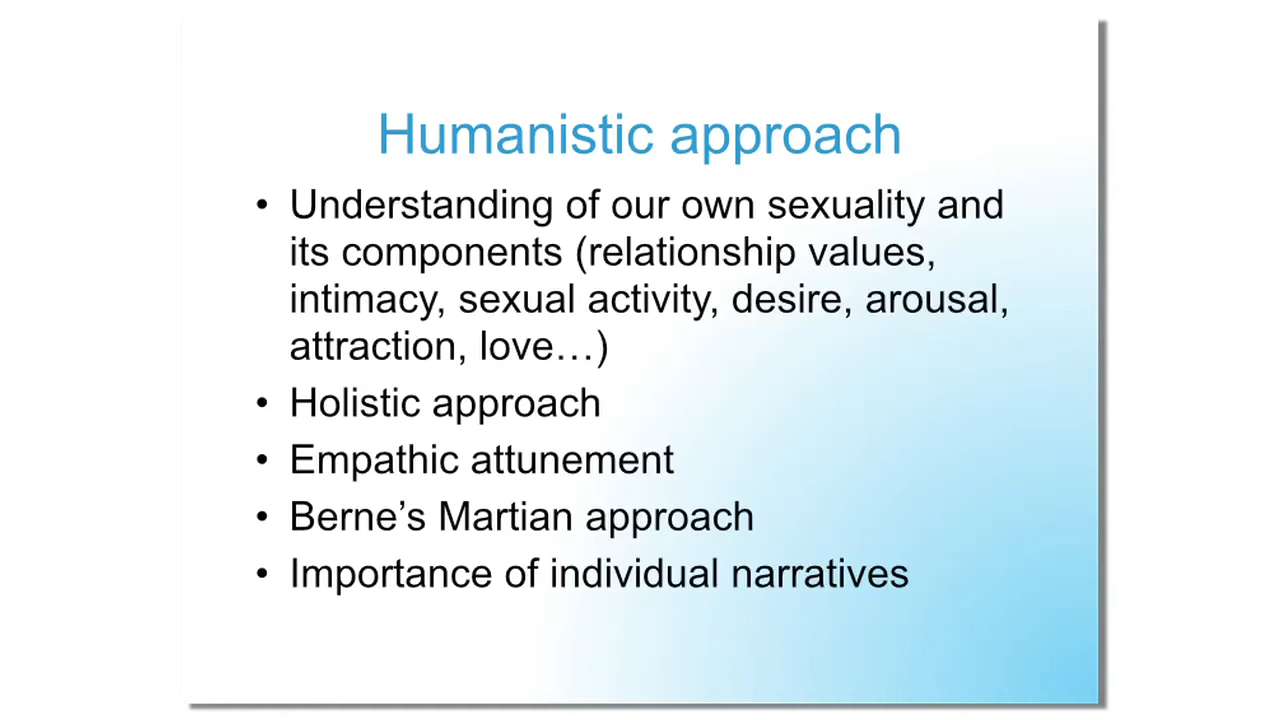 Humanistic approach
• Understanding of our own sexuality and
its components (relationship values,
intimacy, sexual activity, desire, arousal,
attraction, love…)
• Holistic approach
• Empathic attunement
• Berne’s Martian approach
• Importance of individual narratives